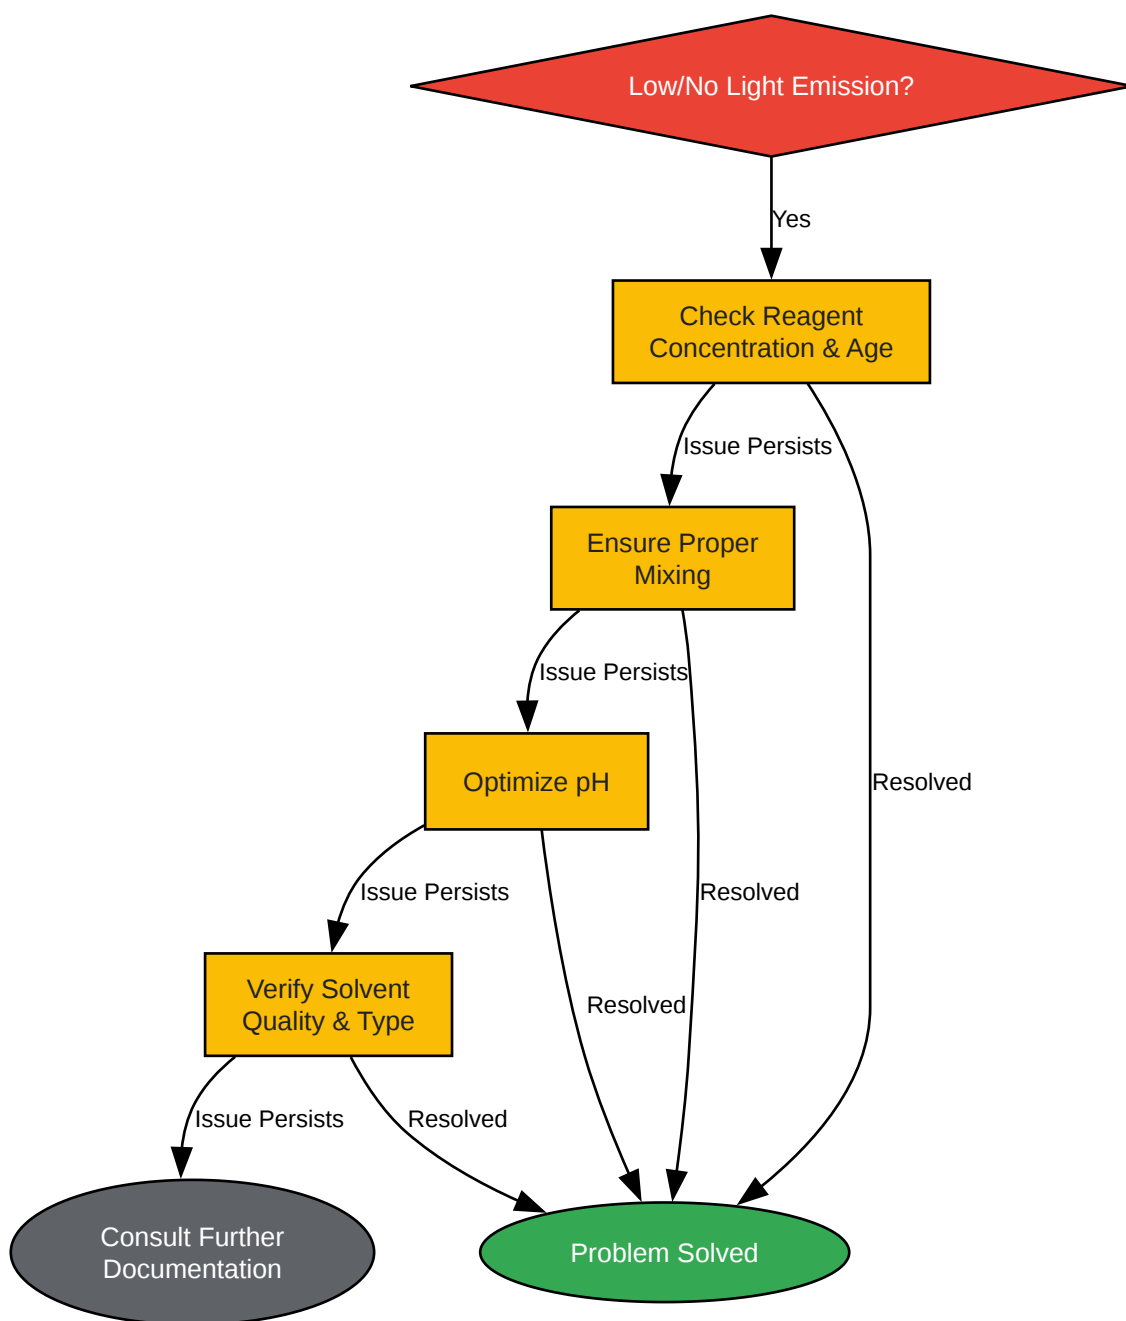 Low/No Light Emission?
Yes
Check Reagent
Concentration & Age
Issue Persists
Ensure Proper
Mixing
Issue Persists
Optimize pH
Resolved
Issue Persists
Resolved
Verify Solvent
Quality & Type
Resolved
Issue Persists
Resolved
Consult Further
Documentation
Problem Solved